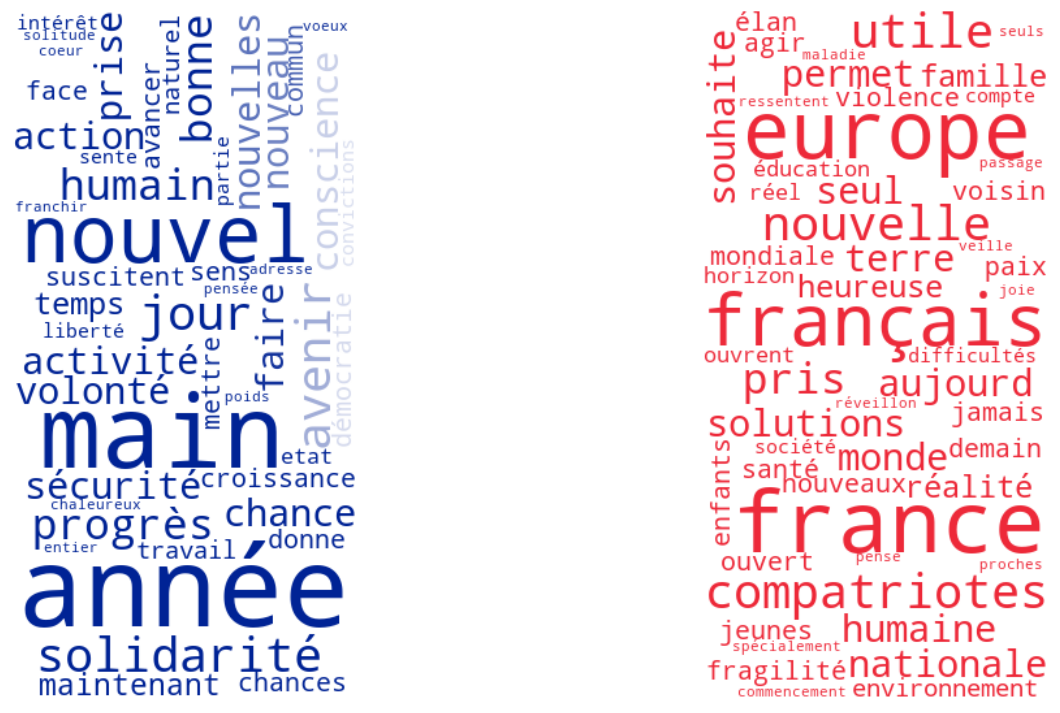 intérêt
solitude
coeur
prise
naturel
bonne
nouvelles
nouveau
commun
voeux
face
avancer
conscience
action
sente
partie
convictions
humain
franchir
nouvel
suscitent
sens
adresse
pensée
temps
jour
faire
avenir
démocratie
liberté
activité
mettre
volonté
poids
main
etat
sécurité
croissance
chaleureux
progrès
chance
entier
travail
donne
année
solidarité
maintenant
chances
élan
utile
seuls
souhaite
agir
maladie
permet
famille
ressentent
violence
compte
europe
éducation
passage
réel
seul
voisin
nouvelle
mondiale
terre
veille
paix
horizon
heureuse
joie
français
ouvrent
difficultés
pris
aujourd
réveillon
jamais
solutions
société
monde
demain
enfants
santé
nouveaux
réalité
france
ouvert
pense
proches
compatriotes
jeunes
humaine
spécialement
fragilité
nationale
commencement
environnement